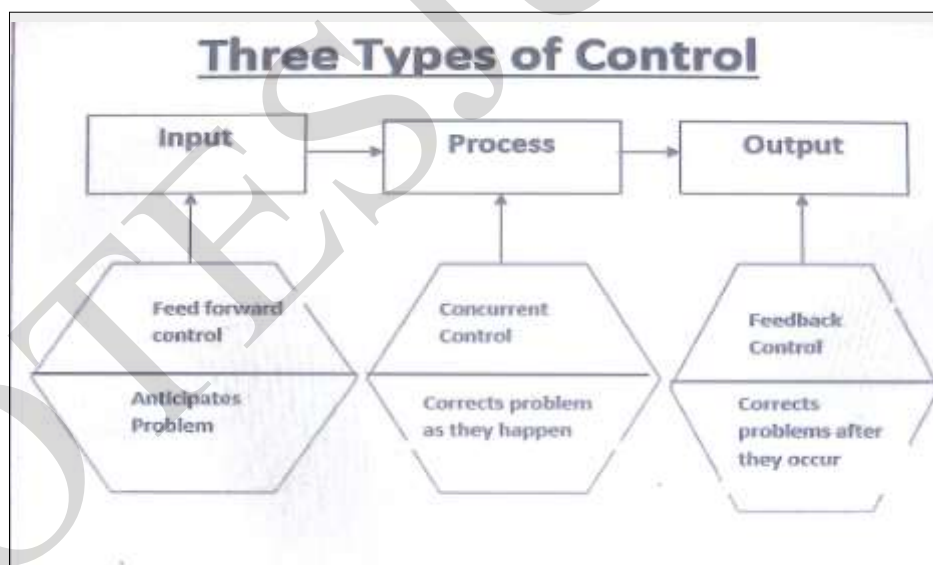 Three Types of Control
Input
Process
Output
Feed forward
control
Concurrent
Control
Feedback
Control
Anticipates
Problem
Corrects problem
as they happen
Corrects
problems after
they occur